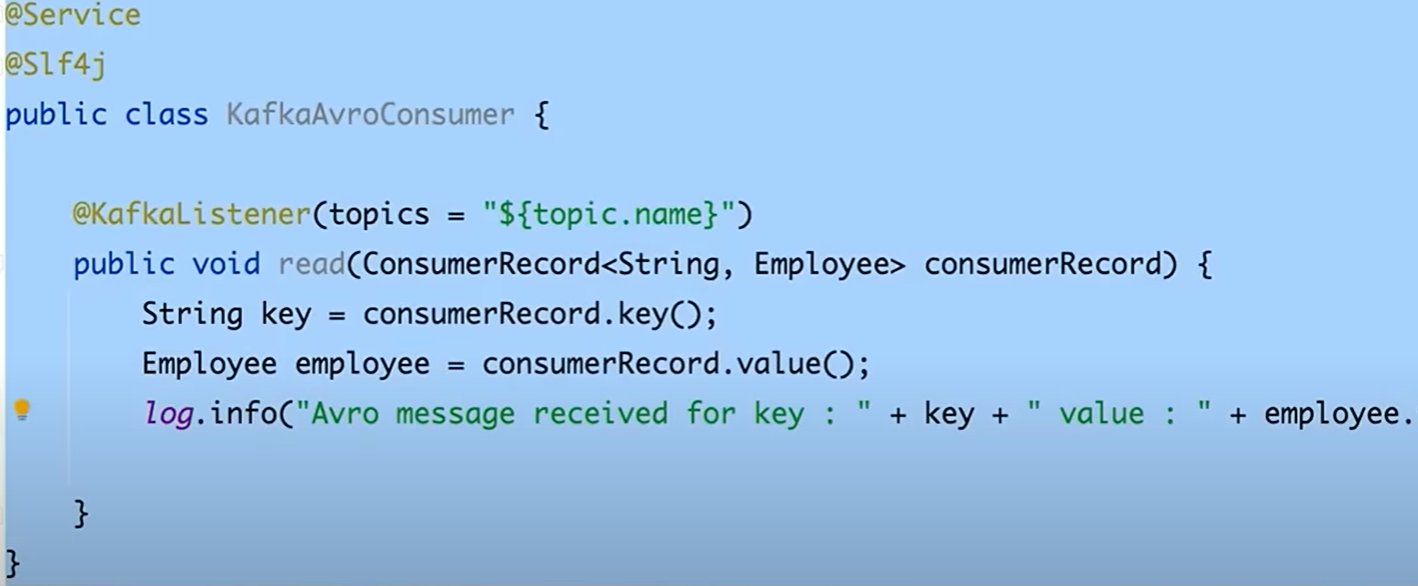 @Service
@Slf4j
public class KafkaAvroConsumer {
@KafkaListener(topics = "${topic.name}")
public void read(ConsumerRecord<String, Employee> consumerRecord) {
String key = consumerRecord.key();
Employee employee = consumerRecord.value();
log.info("Avro message received for key : " + key + " value : " + employee.
}
}